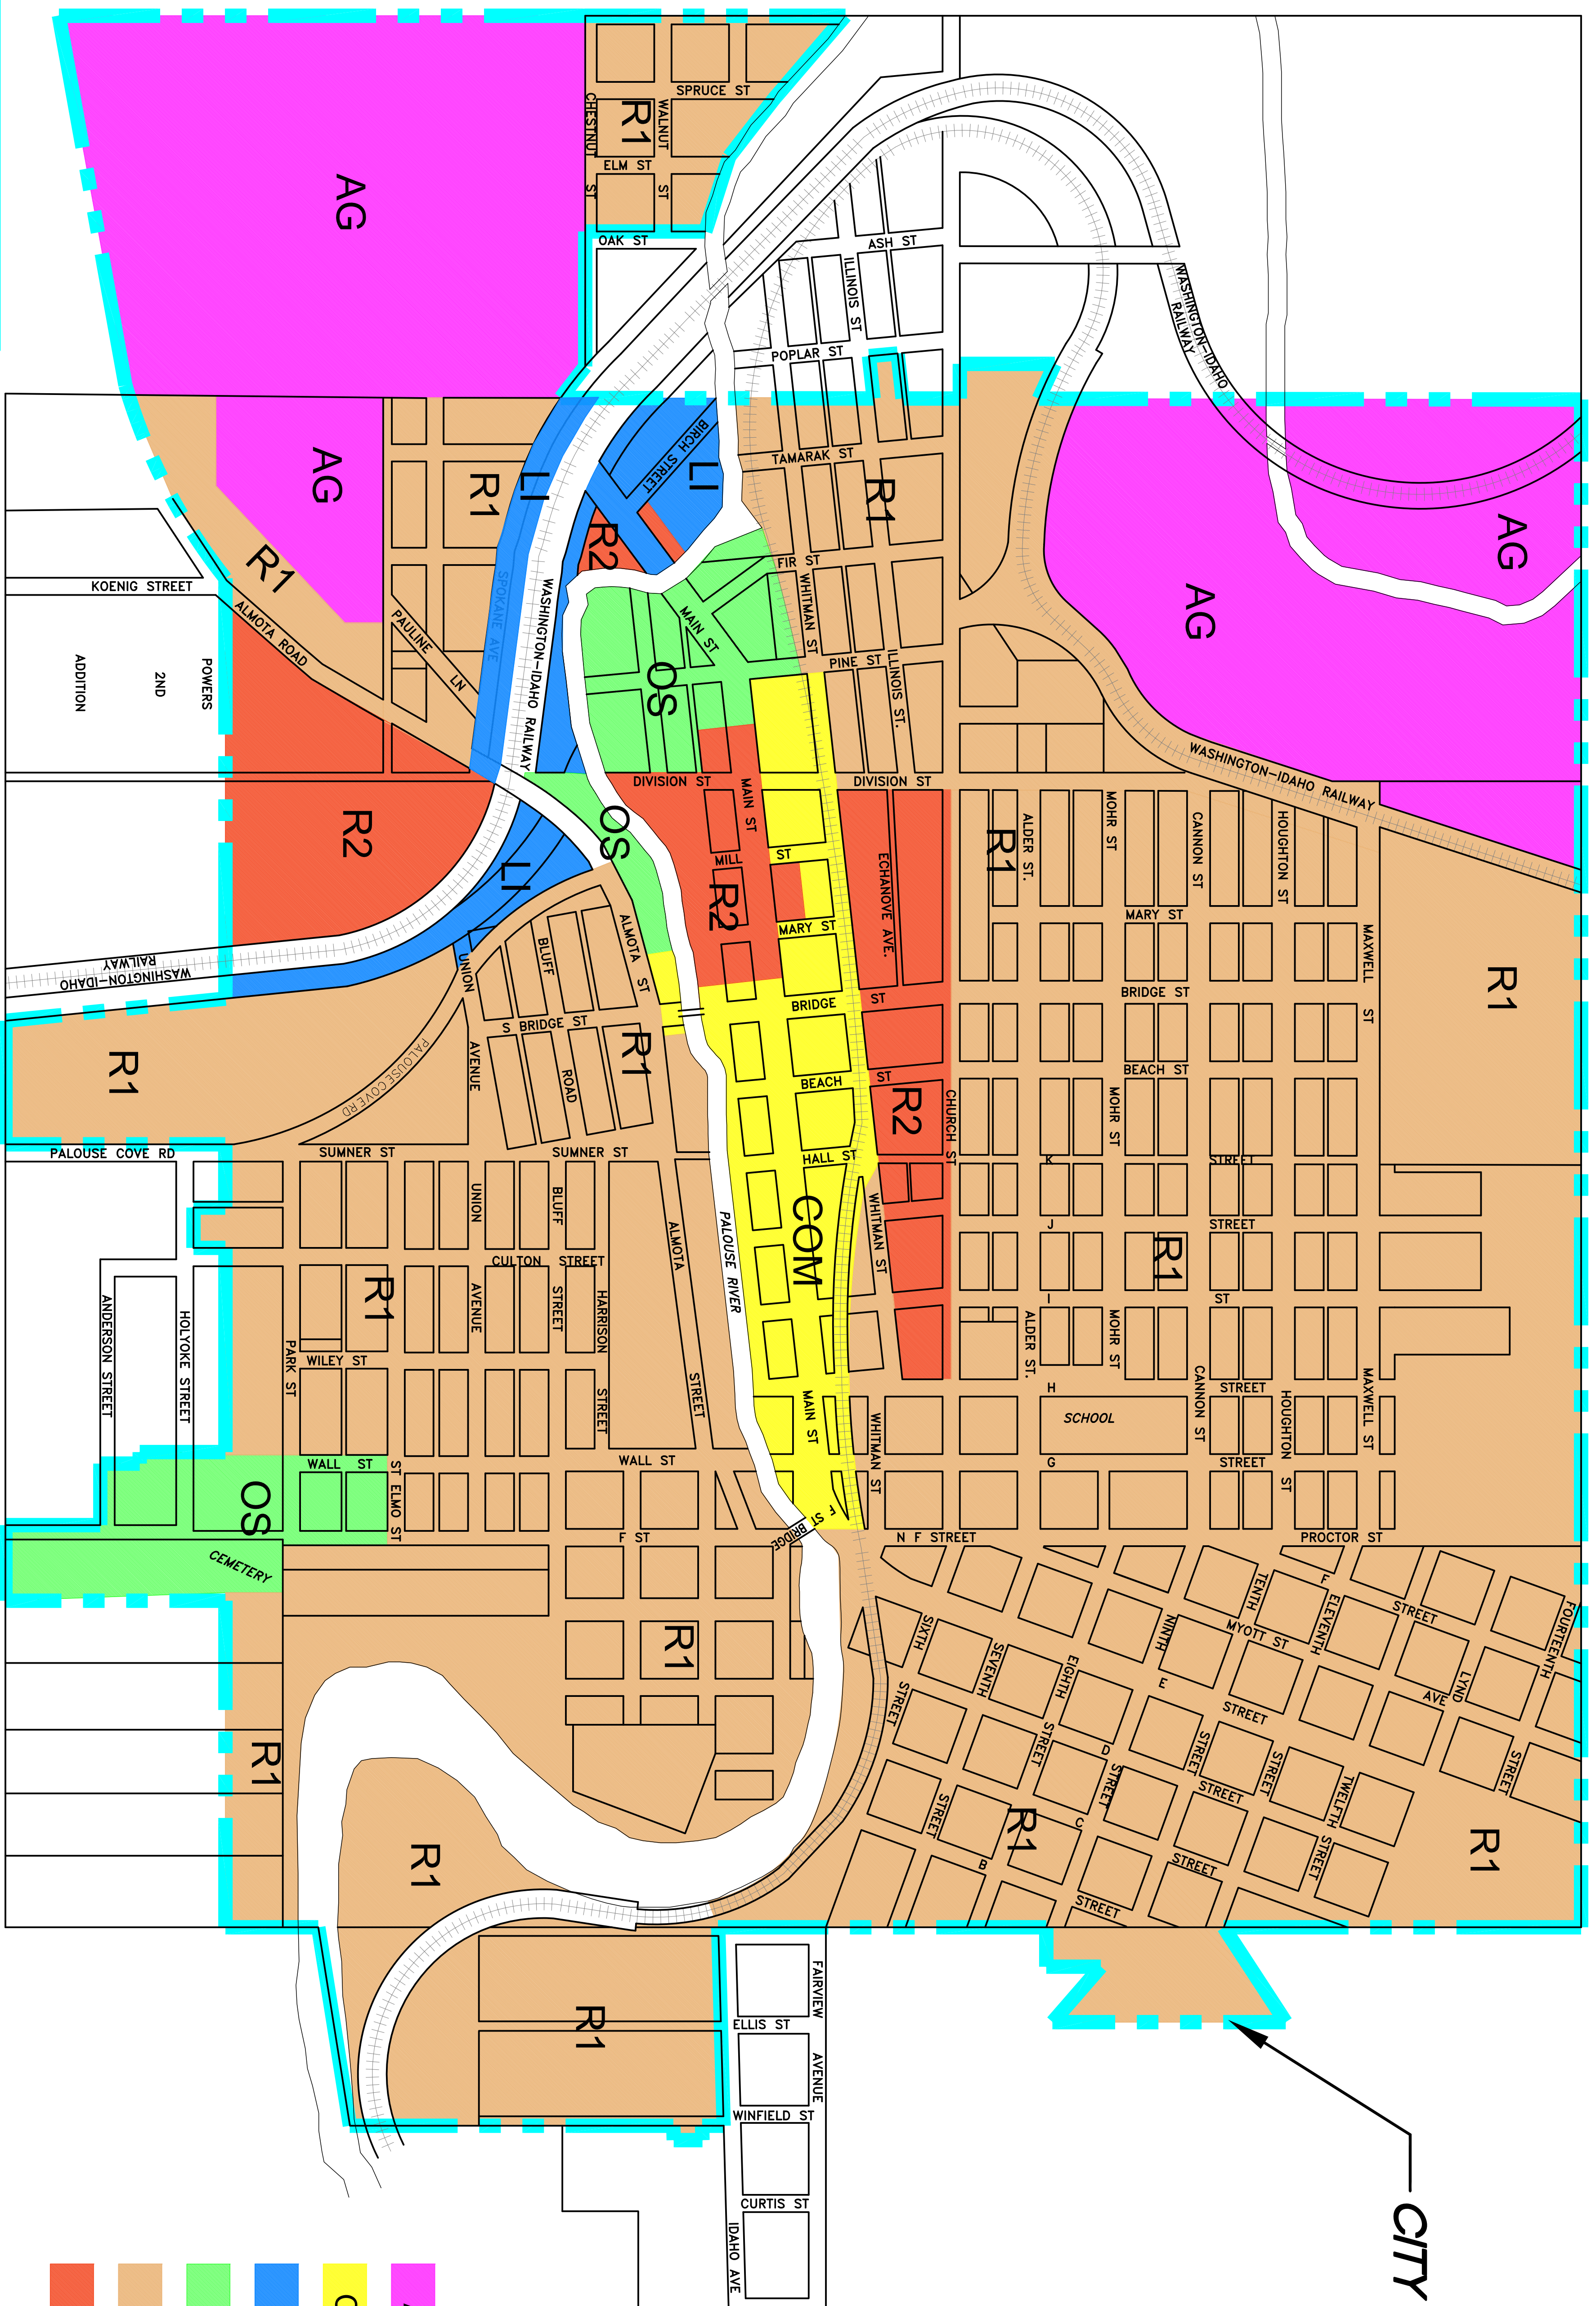 SPRUCE ST
CHESTNUT ST
WALNUT ST
R1
ELM ST
OAK ST
AG
ASH ST
ILLINOIS ST
POPLAR ST
WASHINGTON-IDAHO
RAILWAY
AG
AG
AG
R1
R1
R1
LI
LI
R2
BIRCH STREET
TAMARAK ST
FIR ST
WHITMAN ST
PINE ST
ILLINOIS ST.
MAIN ST
OS
KOENIG STREET
ALMOTA ROAD
PAULINE LN
SPOKANE AVE
WASHINGTON-IDAHO RAILWAY
WASHINGTON-IDAHO RAILWAY
POWERS
2ND
ADDITION
DIVISION ST
DIVISION ST
MAIN ST
MILL ST
R2
R2
OS
LI
ECHANOVE AVE.
R1
ALDER ST.
MOHR ST
CANNON ST
HOUGHTON ST
MARY ST
MARY ST
MAXWELL ST
R1
BRIDGE ST
BRIDGE ST
BEACH ST
BEACH ST
R2
CHURCH ST
MOHR ST
WASHINGTON-IDAHO
RAILWAY
UNION AVENUE
BLUFF ROAD
ALMOTA ST
S BRIDGE ST
R1
R1
PALOUSECOVERD
PALOUSE COVE RD
SUMNER ST
SUMNER ST
HALL ST
K STREET
J STREET
I ST
R1
COM
WHITMAN ST
PALOUSE RIVER
UNION AVENUE
BLUFF STREET
CULTON STREET
HARRISON STREET
ALMOTA STREET
R1
PARK ST
WILEY ST
ANDERSON STREET
HOLYOKE STREET
ALDER ST.
MOHR ST
CANNON ST
MAXWELL ST
H STREET
SCHOOL
HOUGHTON ST
G STREET
MAIN ST
WHITMAN ST
WALL ST
WALL ST
ST ELMO ST
OS
CEMETERY
F ST
F ST
BRIDGE
N F STREET
PROCTOR ST
F STREET
TENTH STREET
ELEVENTH STREET
FOURTEENTH STREET
MYOTT ST
NINTH STREET
LYND AVE
SIXTH STREET
SEVENTH STREET
EIGHTH STREET
E STREET
D STREET
C STREET
B STREET
TWELFTH STREET
R1
R1
R1
R1
R1
R1
FAIRVIEW AVENUE
ELLIS ST
WINFIELD ST
CURTIS ST
IDAHO AVE
CITY